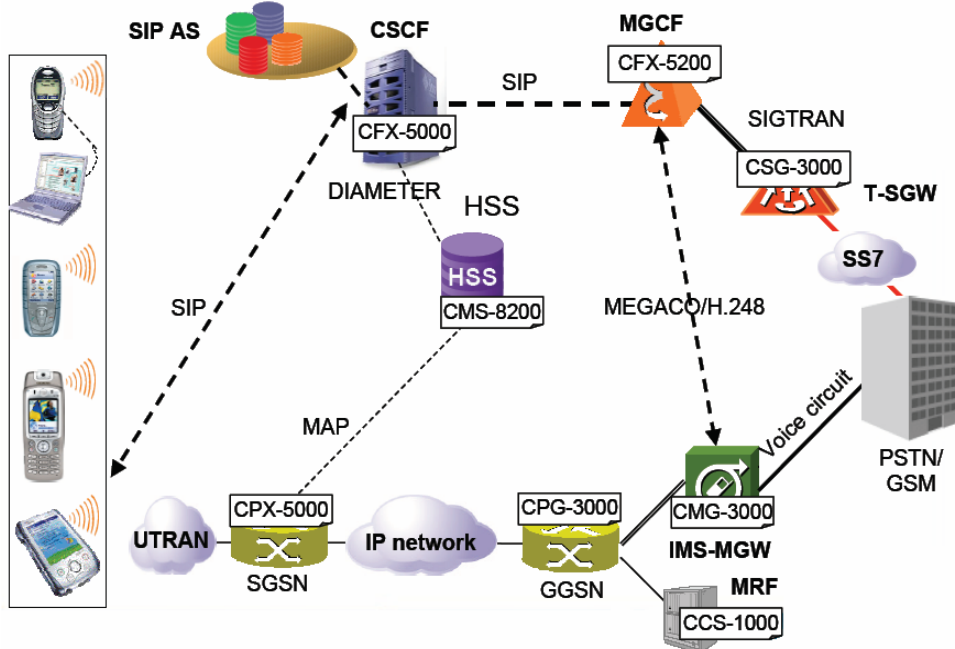 SIP AS
CSCF
MGCF
CFX-5200
SIP
CFX-5000
SIGTRAN
CSG-3000
T-SGW
DIAMETER
HSS
HSS
CMS-8200
SS7
SIP
MEGACO/H.248
MAP
Voice circuit
PSTN/
GSM
CPX-5000
CPG-3000
CMG-3000
UTRAN
IP network
IMS-MGW
SGSN
GGSN
MRF
CCS-1000